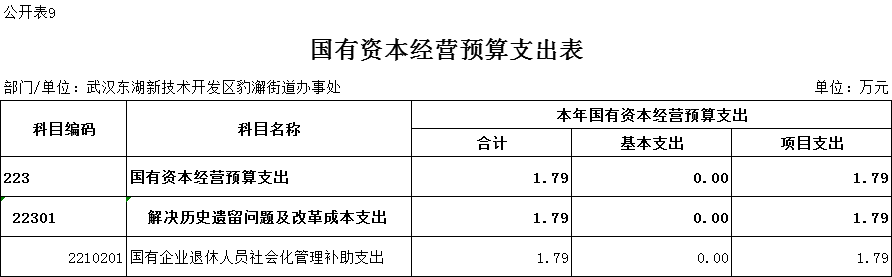 公开表9
国有资本经营预算支出表
部门/单位：武汉东湖新技术开发区豹澥街道办事处 单位：万元
科目编码 科目名称 本年国有资本经营预算支出
合计 基本支出 项目支出
223 国有资本经营预算支出 1.79 0.00 1.79
22301 解决历史遗留问题及改革成本支出 1.79 0.00 1.79
2210201 国有企业退休人员社会化管理补助支出 1.79 0.00 1.79